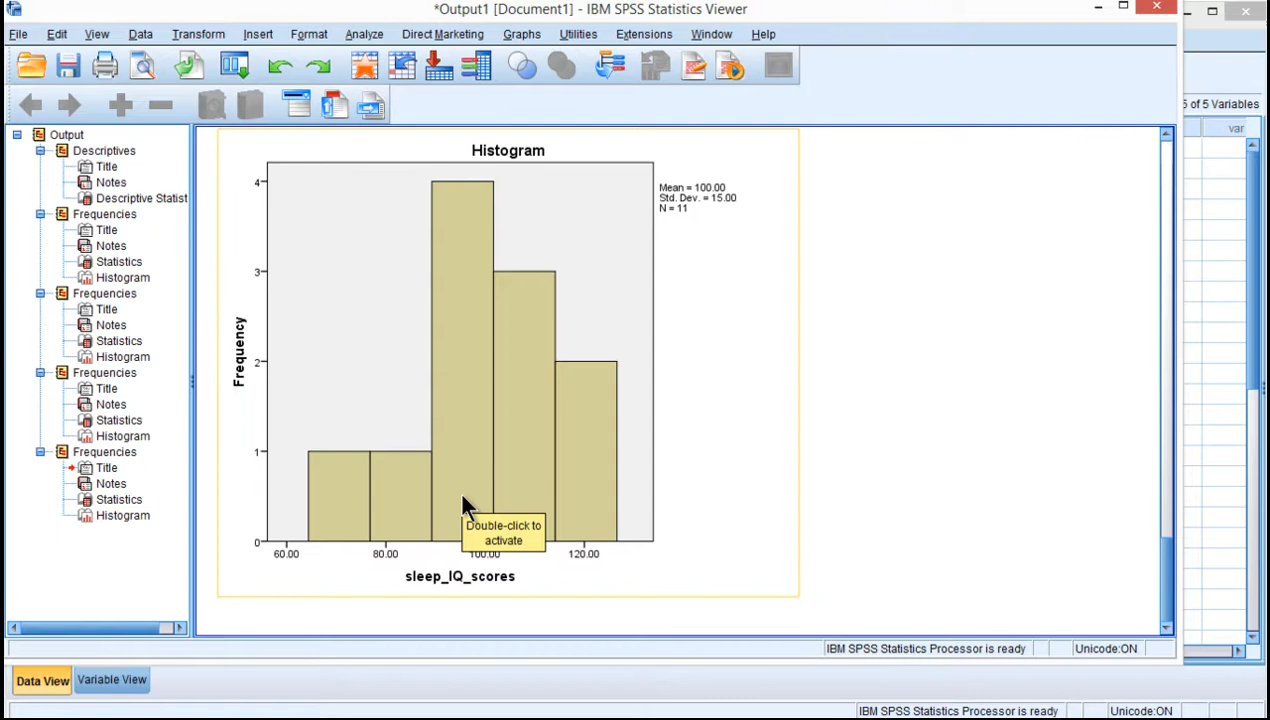 *Output1 [Document1] - IBM SPSS Statistics Viewer
File Edit View Data Transform Insert Format Analyze Direct Marketing Graphs Utilities Extensions Window Help
5 of 5 Variables
var
Output
Descriptives
Title
Notes
Descriptive Statist
Frequencies
Title
Notes
Statistics
Histogram
Frequencies
Title
Notes
Statistics
Histogram
Frequencies
Title
Notes
Statistics
Histogram
Frequencies
Title
Notes
Statistics
Histogram
Histogram
Mean = 100.00
Std. Dev. = 15.00
N = 11
Frequency
4
3
2
1
0
60.00 80.00 100.00 120.00
sleep_IQ_scores
Double-click to
activate
IBM SPSS Statistics Processor is ready Unicode:ON
Data View Variable View
IBM SPSS Statistics Processor is ready Unicode:ON